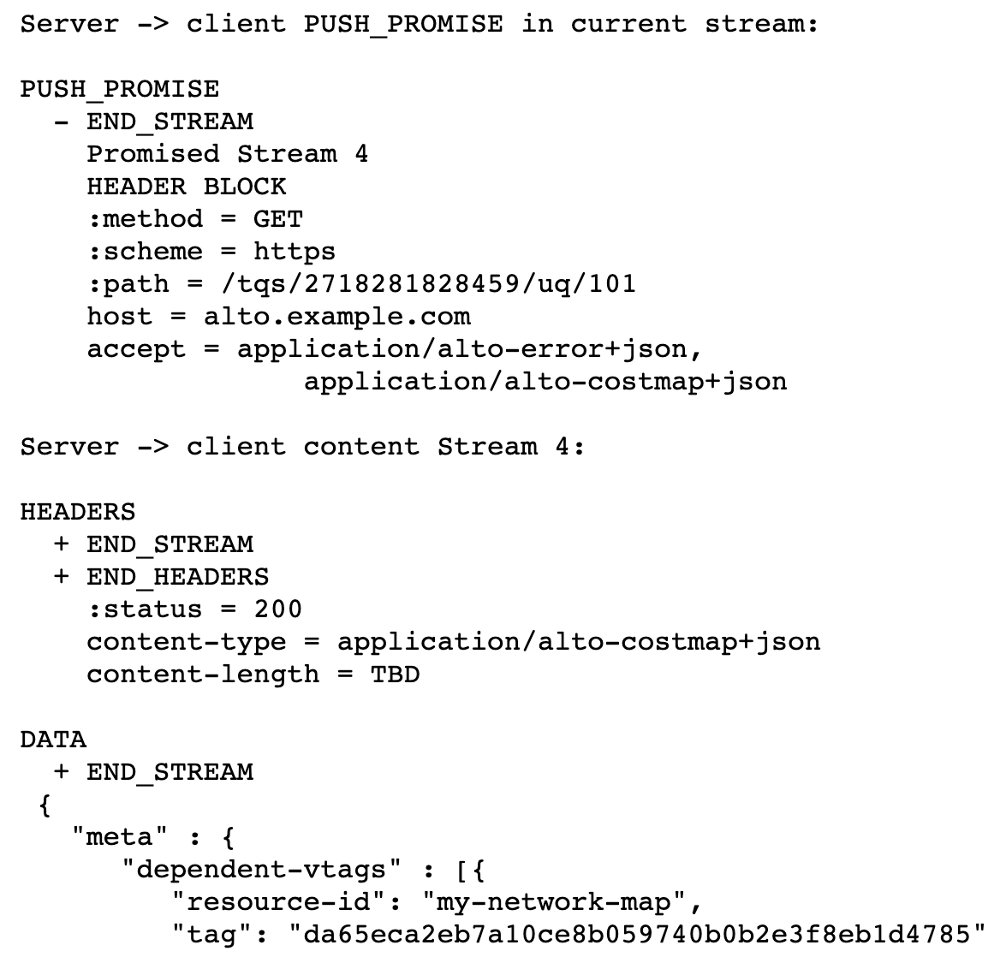 Server -> client PUSH_PROMISE in current stream:

PUSH_PROMISE
  - END_STREAM
    Promised Stream 4
    HEADER BLOCK
    :method = GET
    :scheme = https
    :path = /tqs/2718281828459/uq/101
    host = alto.example.com
    accept = application/alto-error+json,
                 application/alto-costmap+json

Server -> client content Stream 4:

HEADERS
  + END_STREAM
  + END_HEADERS
    :status = 200
    content-type = application/alto-costmap+json
    content-length = TBD

DATA
  + END_STREAM
 {
   "meta" : {
      "dependent-vtags" : [{
         "resource-id": "my-network-map",
         "tag": "da65eca2eb7a10ce8b059740b0b2e3f8eb1d4785"